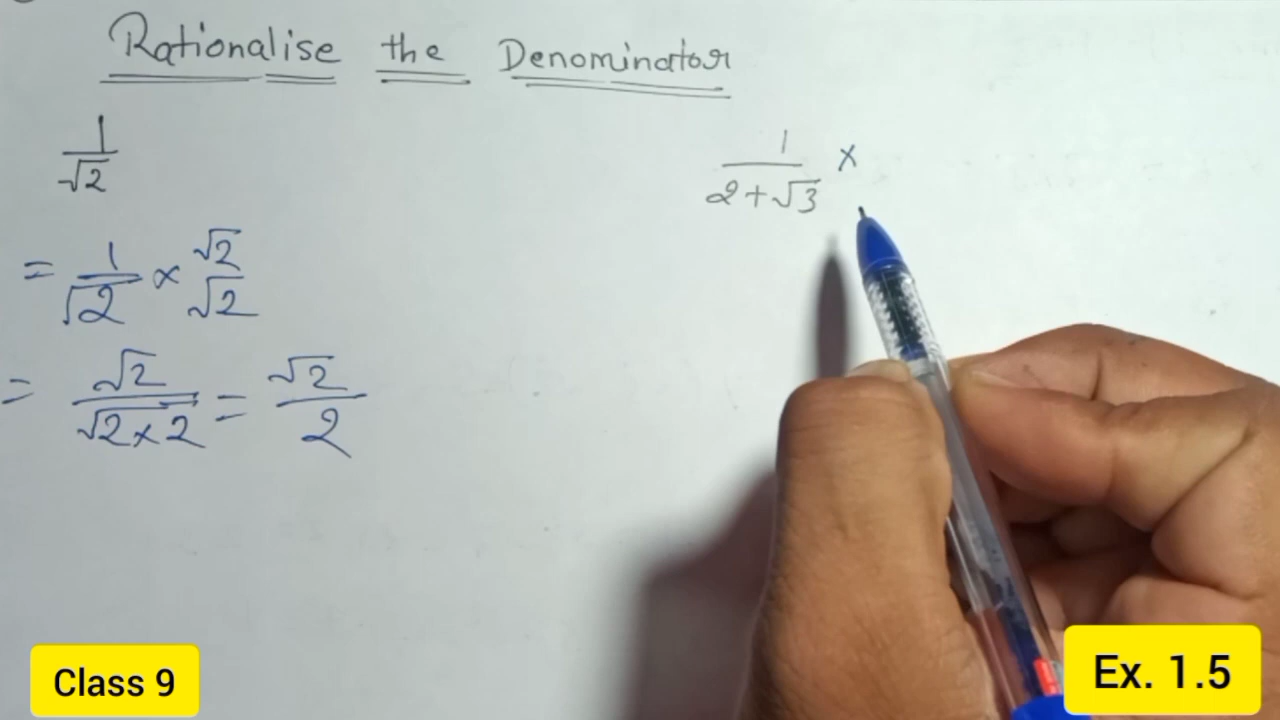 Rationalise the Denominator
1/√2
= 1/√2 × √2/√2
= √2/√2×2 = √2/2
1/2+√3 ×
Class 9
Ex. 1.5